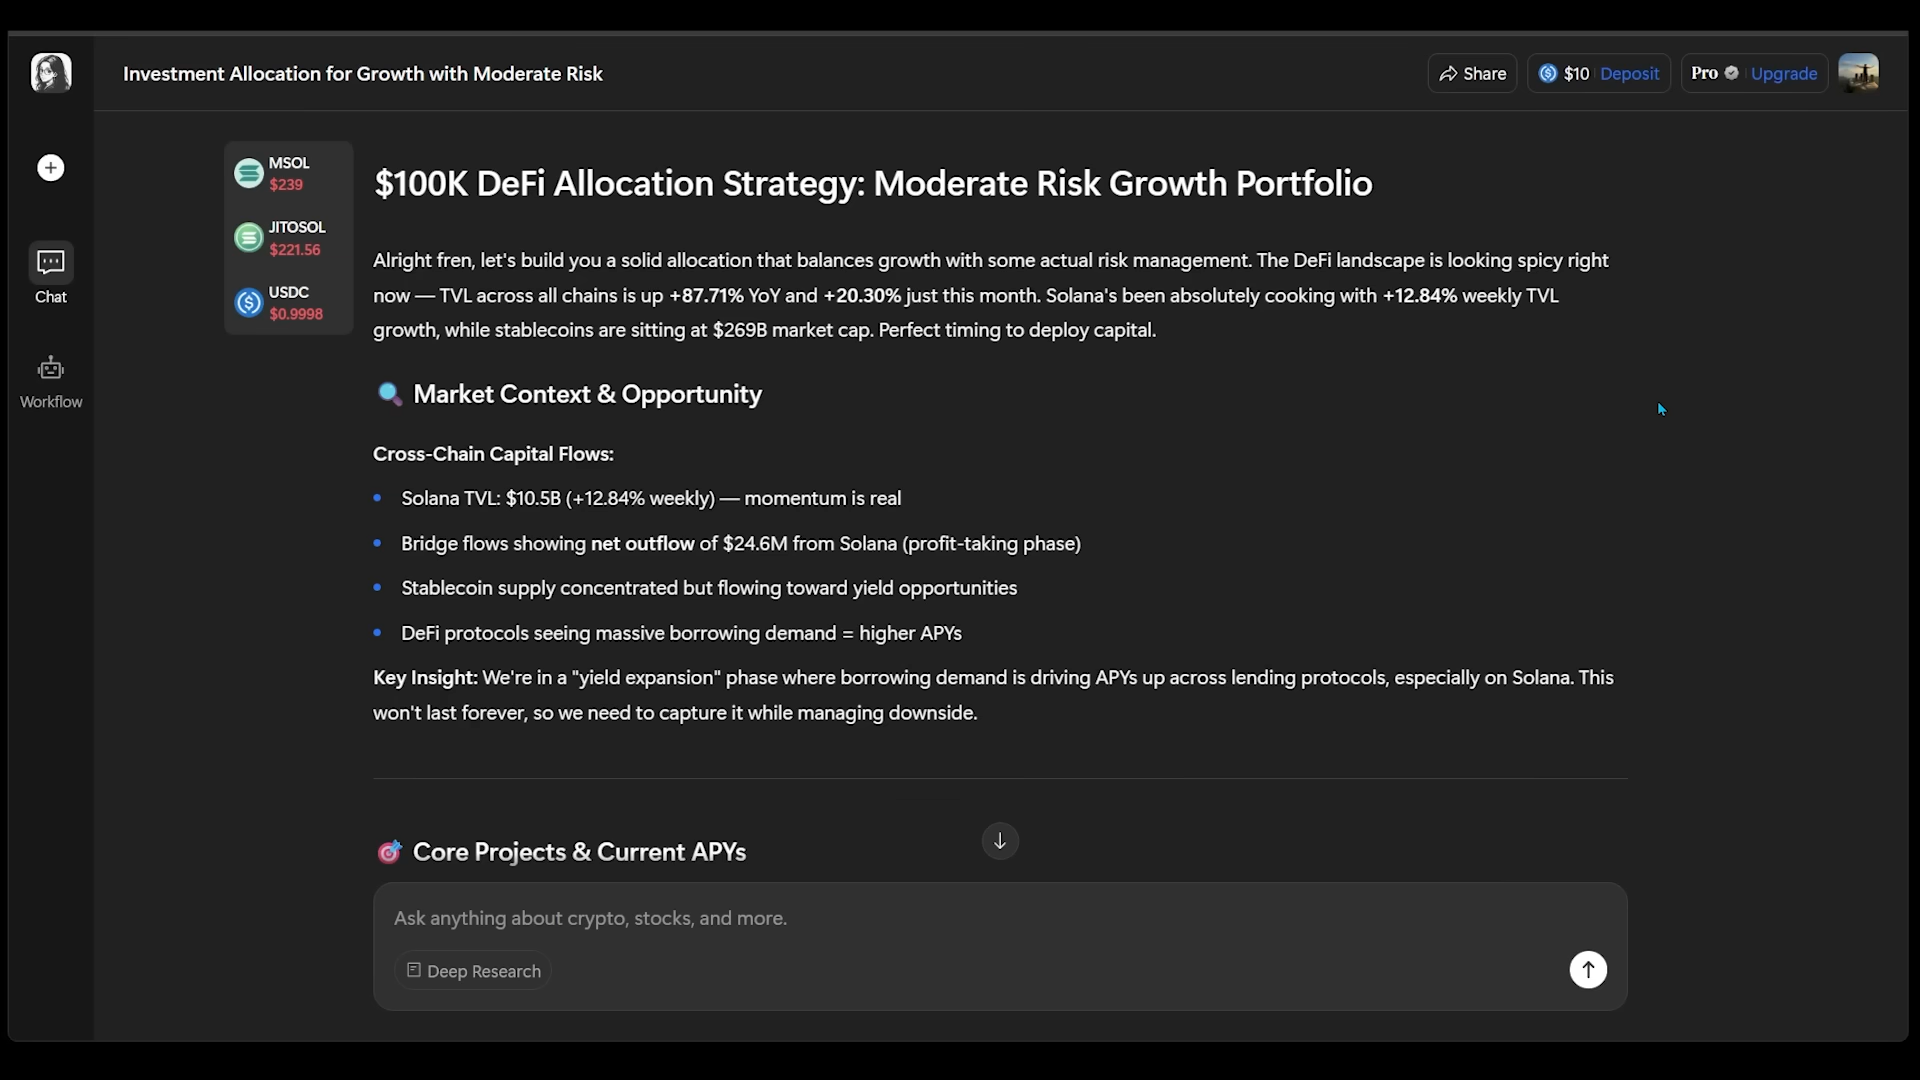 Investment Allocation for Growth with Moderate Risk
Share
$10 Deposit
Pro Upgrade
Chat
Workflow
MSOL
$239
JITOSOL
$221.56
USDC
$0.9998
$100K DeFi Allocation Strategy: Moderate Risk Growth Portfolio
Alright fren, let's build you a solid allocation that balances growth with some actual risk management. The DeFi landscape is looking spicy right
now — TVL across all chains is up +87.71% YoY and +20.30% just this month. Solana's been absolutely cooking with +12.84% weekly TVL
growth, while stablecoins are sitting at $269B market cap. Perfect timing to deploy capital.
🔍 Market Context & Opportunity
Cross-Chain Capital Flows:
• Solana TVL: $10.5B (+12.84% weekly) — momentum is real
• Bridge flows showing net outflow of $24.6M from Solana (profit-taking phase)
• Stablecoin supply concentrated but flowing toward yield opportunities
• DeFi protocols seeing massive borrowing demand = higher APYs
Key Insight: We're in a "yield expansion" phase where borrowing demand is driving APYs up across lending protocols, especially on Solana. This
won't last forever, so we need to capture it while managing downside.
🎯 Core Projects & Current APYs
Ask anything about crypto, stocks, and more.
Deep Research